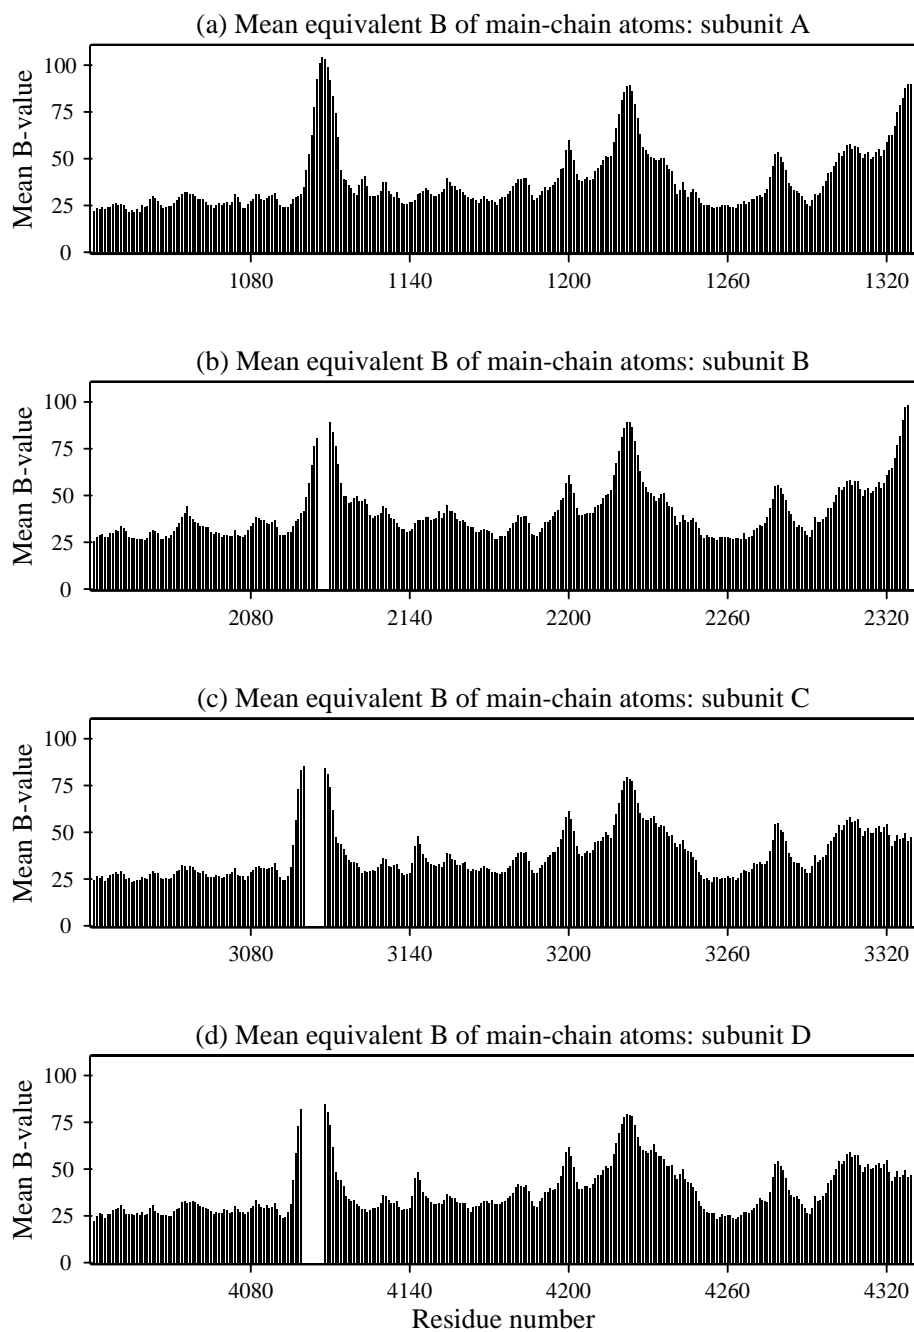 (a) Mean equivalent B of main-chain atoms: subunit A
Mean B-value
100
75
50
25
0
1080 1140 1200 1260 1320
(b) Mean equivalent B of main-chain atoms: subunit B
Mean B-value
100
75
50
25
0
2080 2140 2200 2260 2320
(c) Mean equivalent B of main-chain atoms: subunit C
Mean B-value
100
75
50
25
0
3080 3140 3200 3260 3320
(d) Mean equivalent B of main-chain atoms: subunit D
Mean B-value
100
75
50
25
0
4080 4140 4200 4260 4320
Residue number